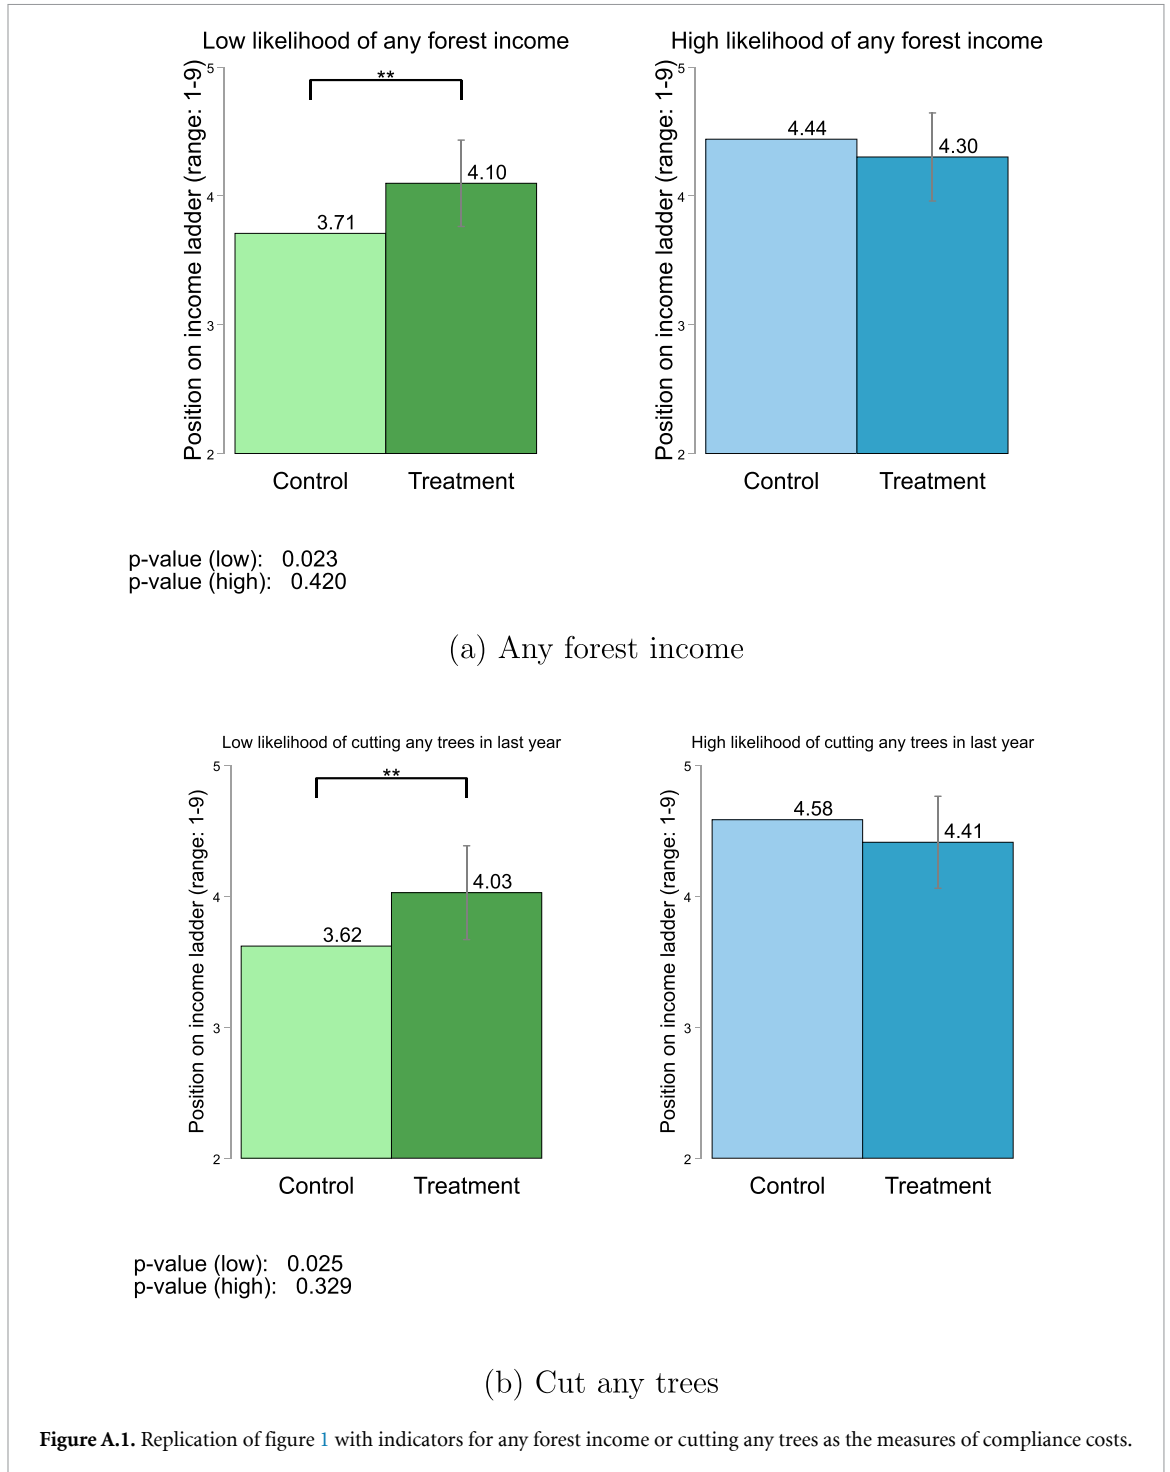 Low likelihood of any forest income
High likelihood of any forest income
Position on income ladder (range: 1-9)
5
4
3
2
**
3.71
4.10
Control
Treatment
Position on income ladder (range: 1-9)
5
4
3
2
4.44
4.30
Control
Treatment
p-value (low): 0.023
p-value (high): 0.420
(a) Any forest income
Low likelihood of cutting any trees in last year
High likelihood of cutting any trees in last year
Position on income ladder (range: 1-9)
5
4
3
2
**
3.62
4.03
Control
Treatment
Position on income ladder (range: 1-9)
5
4
3
2
4.58
4.41
Control
Treatment
p-value (low): 0.025
p-value (high): 0.329
(b) Cut any trees
Figure A.1. Replication of figure 1 with indicators for any forest income or cutting any trees as the measures of compliance costs.